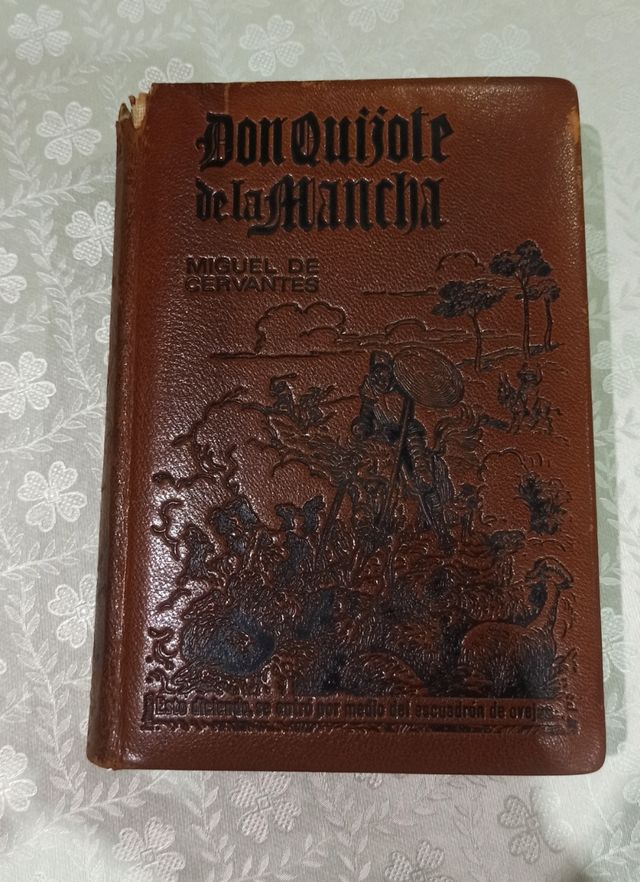 Don Quijote
de la Mancha
MIGUEL DE
CERVANTES
Esto diciendo, se entró por medio del escuadrón de ovejas